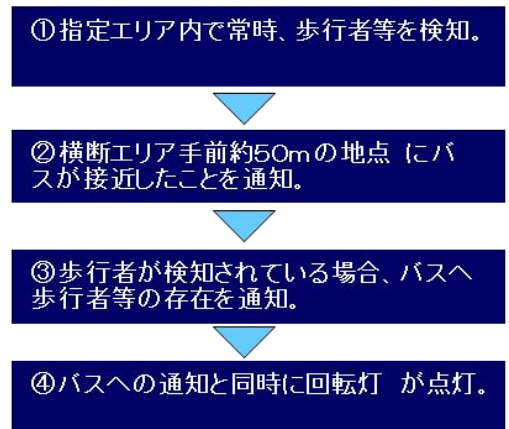 ①指定エリア内で常時、歩行者等を検知。
②横断エリア手前約50mの地点 にバ
スが接近したことを通知。
③歩行者が検知されている場合、バスへ
歩行者等の存在を通知。
④バスへの通知と同時に回転灯 が点灯。